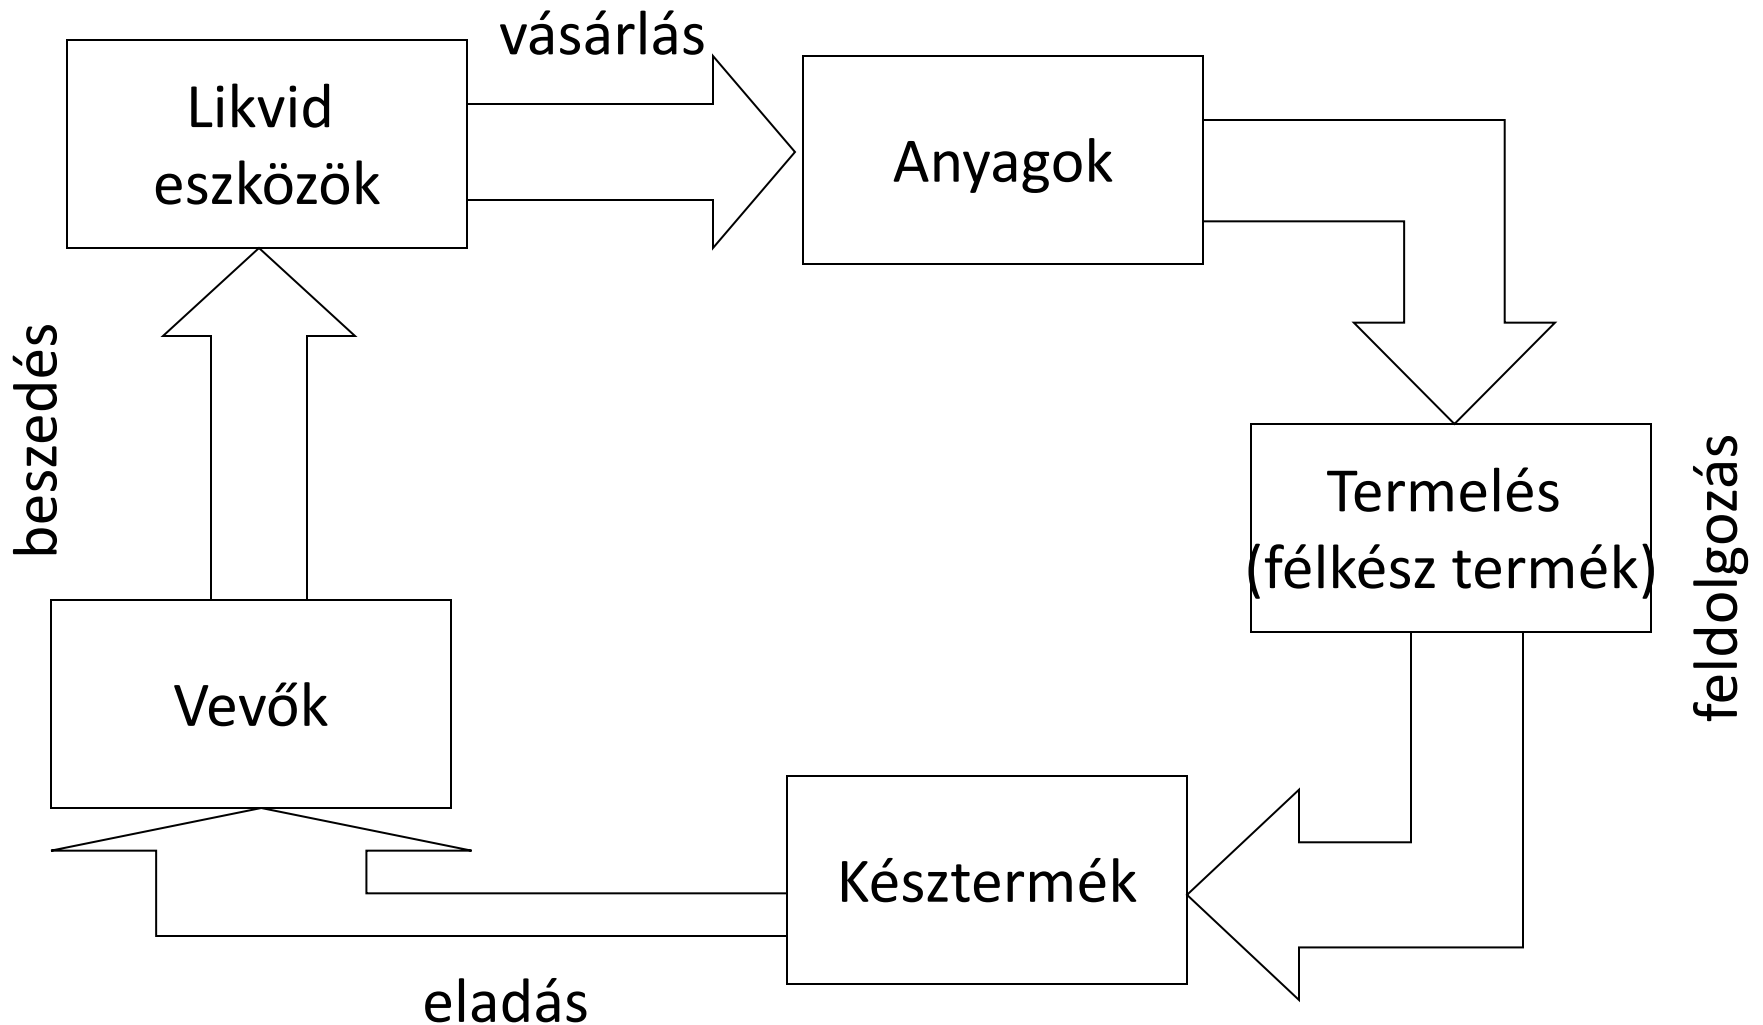 vásárlás
Likvid
eszközök
Anyagok
beszedés
Termelés
(félkész termék)
feldolgozás
Vevők
Késztermék
eladás